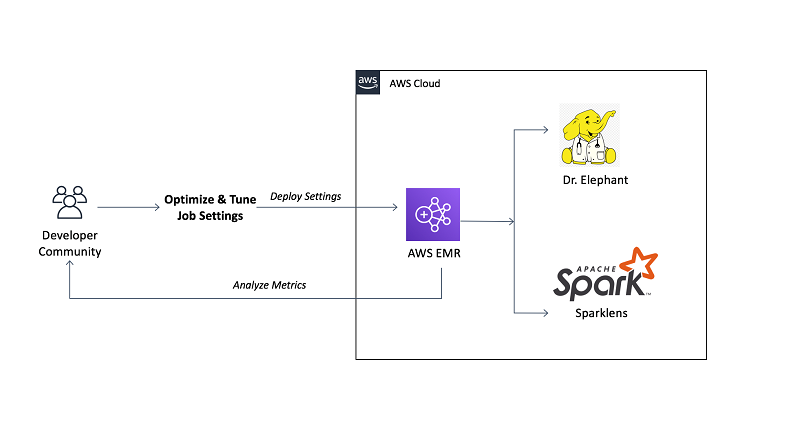 aws
AWS Cloud
Dr. Elephant
Optimize & Tune
Job Settings
Deploy Settings
Developer
Community
AWS EMR
Analyze Metrics
APACHE
Spark™
Sparklens